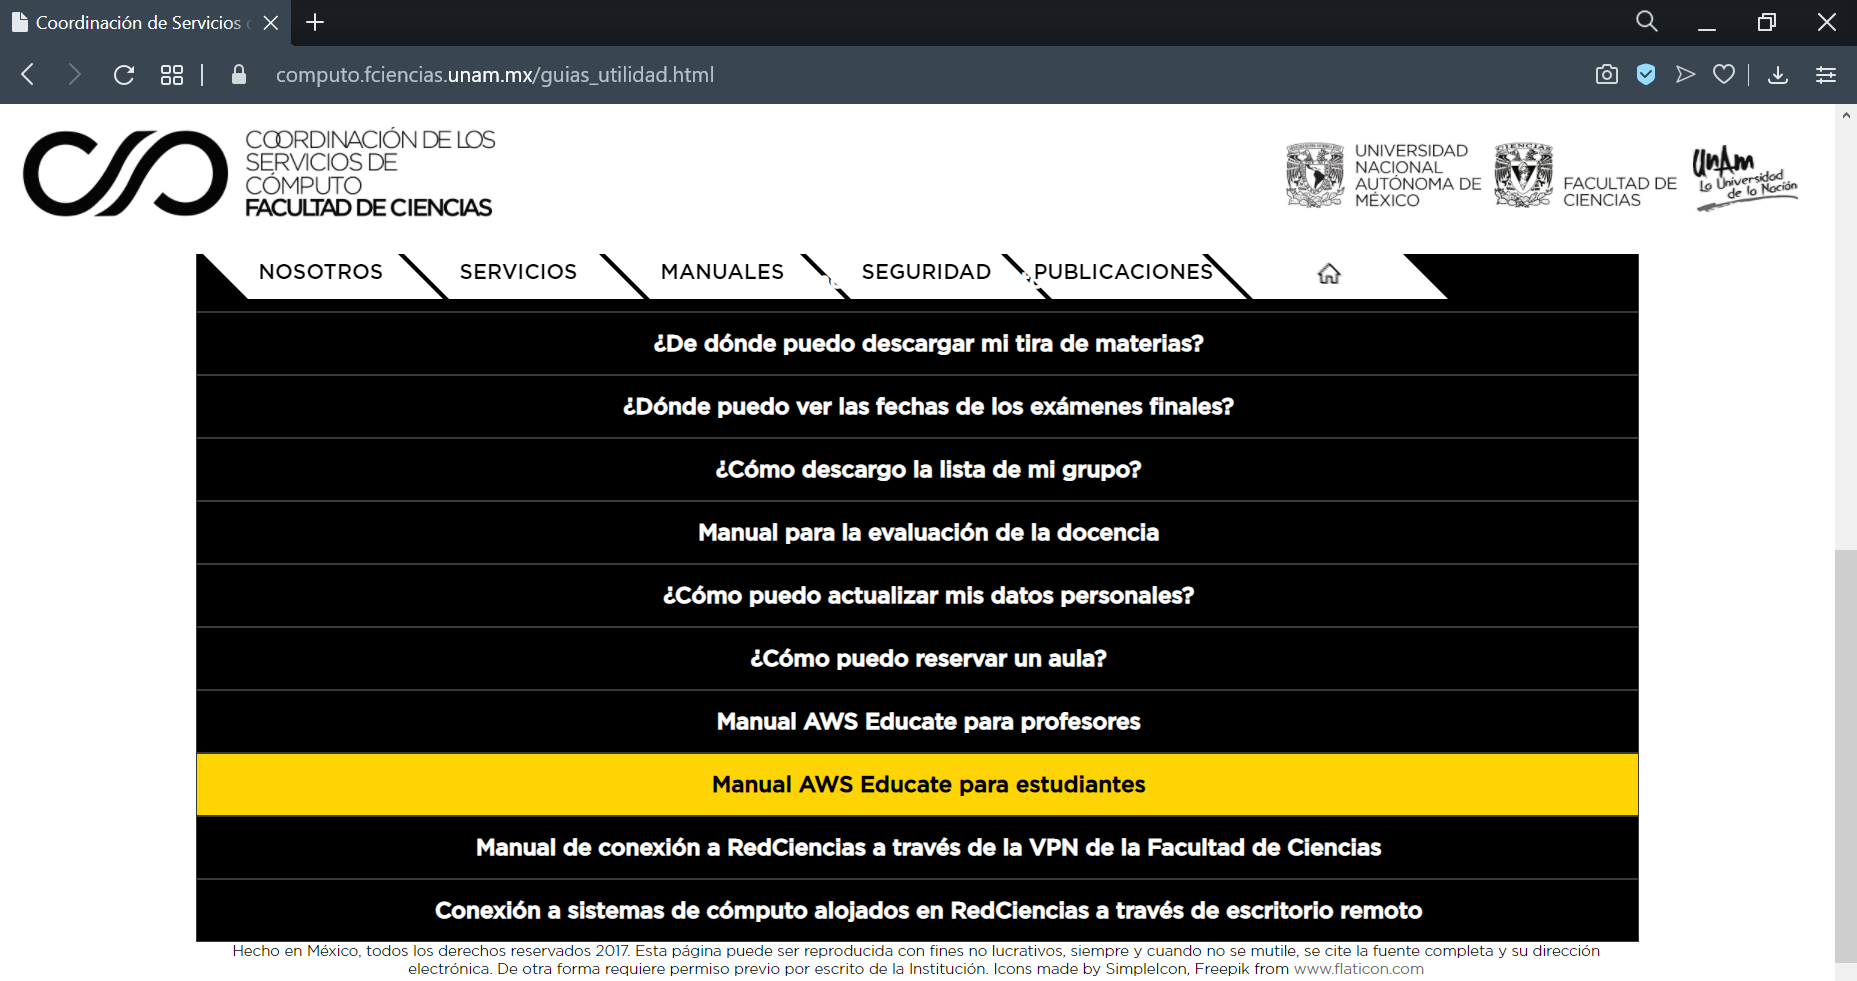 Coordinación de Servicios
computo.fciencias.unam.mx/guias_utilidad.html
COORDINACIÓN DE LOS
SERVICIOS DE
CÓMPUTO
FACULTAD DE CIENCIAS
UNIVERSIDAD
NACIONAL
AUTÓNOMA DE
MÉXICO
CIENCIAS
FACULTAD DE
CIENCIAS
UNAM
La Universidad
de la Nación
NOSOTROS
SERVICIOS
MANUALES
SEGURIDAD
PUBLICACIONES
¿De dónde puedo descargar mi tira de materias?
¿Dónde puedo ver las fechas de los exámenes finales?
¿Cómo descargo la lista de mi grupo?
Manual para la evaluación de la docencia
¿Cómo puedo actualizar mis datos personales?
¿Cómo puedo reservar un aula?
Manual AWS Educate para profesores
Manual AWS Educate para estudiantes
Manual de conexión a RedCiencias a través de la VPN de la Facultad de Ciencias
Conexión a sistemas de cómputo alojados en RedCiencias a través de escritorio remoto
Hecho en México, todos los derechos reservados 2017. Esta página puede ser reproducida con fines no lucrativos, siempre y cuando no se mutile, se cite la fuente completa y su dirección
electrónica. De otra forma requiere permiso previo por escrito de la Institución. Icons made by SimpleIcon, Freepik from www.flaticon.com